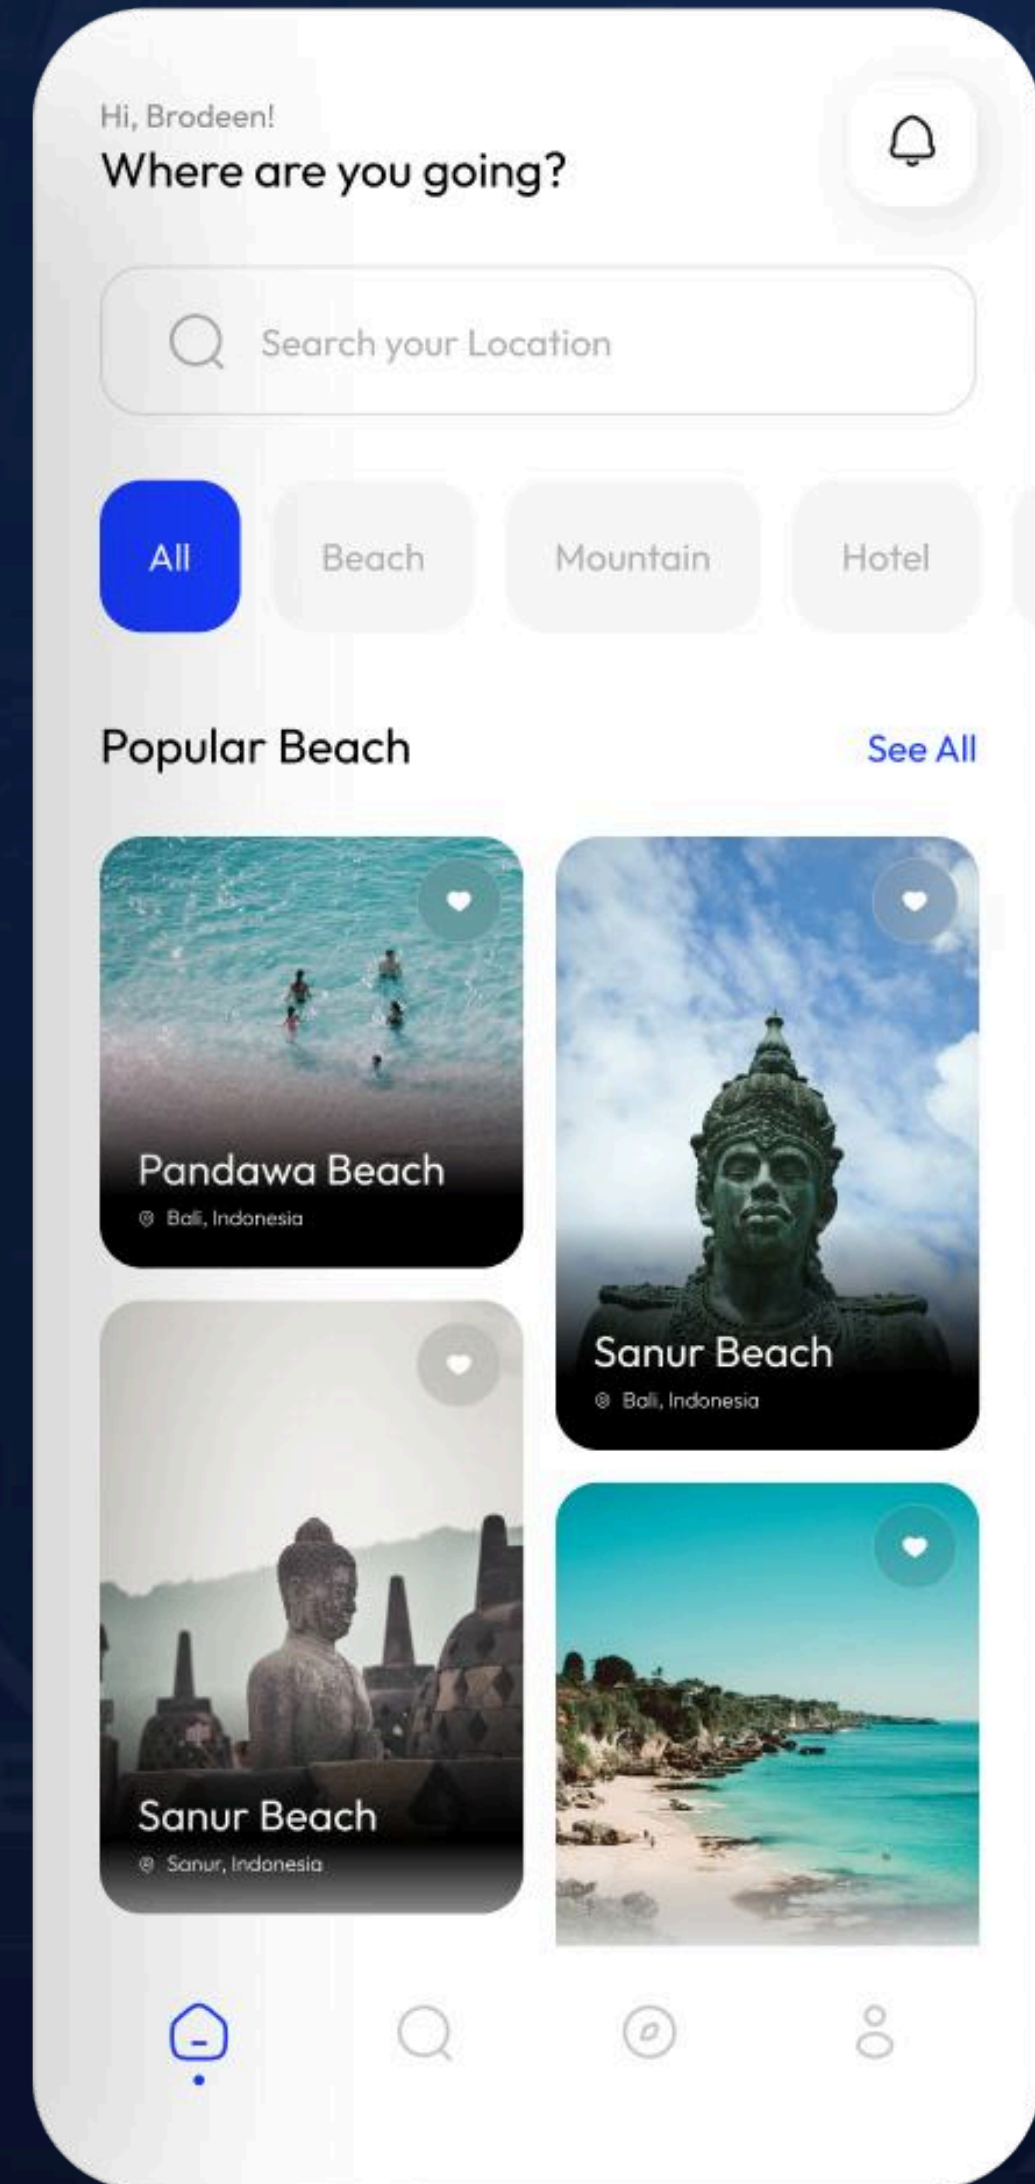 Hi, Brodeen!
Where are you going?
Search your Location
All
Beach
Mountain
Hotel
Popular Beach
See All
Pandawa Beach
Bali, Indonesia
Sanur Beach
Bali, Indonesia
Sanur Beach
Sanur, Indonesia